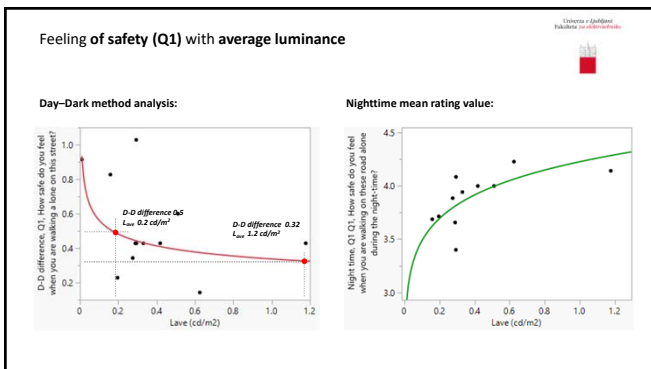 Feeling of safety (Q1) with average luminance
Univerza v Ljubljani
Fakulteta za elektrotehniko
Day–Dark method analysis:
D-D difference, Q1, How safe do you feel
when you are walking a lone on this street?
1.0
0.8
0.6
0.4
0.2
D-D difference 0.5
Lave 0.2 cd/m²
D-D difference 0.32
Lave 1.2 cd/m²
0
0.2
0.4
0.6
0.8
1.0
1.2
Lave (cd/m2)
Nighttime mean rating value:
Night time, Q1 Q1, How safe do you feel
when you are walking on these road alone
during the night-time?
4.5
4.0
3.5
3.0
0
0.2
0.4
0.6
0.8
1.0
1.2
Lave (cd/m2)